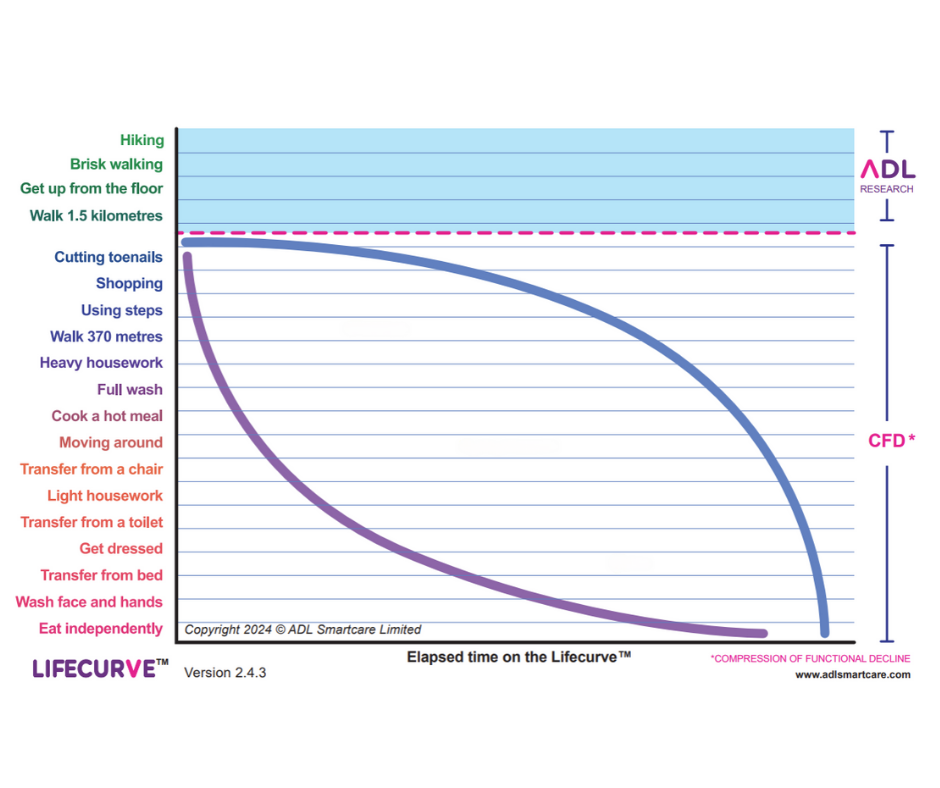 Hiking
Brisk walking
Get up from the floor
Walk 1.5 kilometres
Cutting toenails
Shopping
Using steps
Walk 370 metres
Heavy housework
Full wash
Cook a hot meal
Moving around
Transfer from a chair
Light housework
Transfer from a toilet
Get dressed
Transfer from bed
Wash face and hands
Eat independently
ADL
RESEARCH
CFD*
Copyright 2024 © ADL Smartcare Limited
Elapsed time on the Lifecurve™
LIFECURVE™
Version 2.4.3
*COMPRESSION OF FUNCTIONAL DECLINE
www.adlsmartcare.com